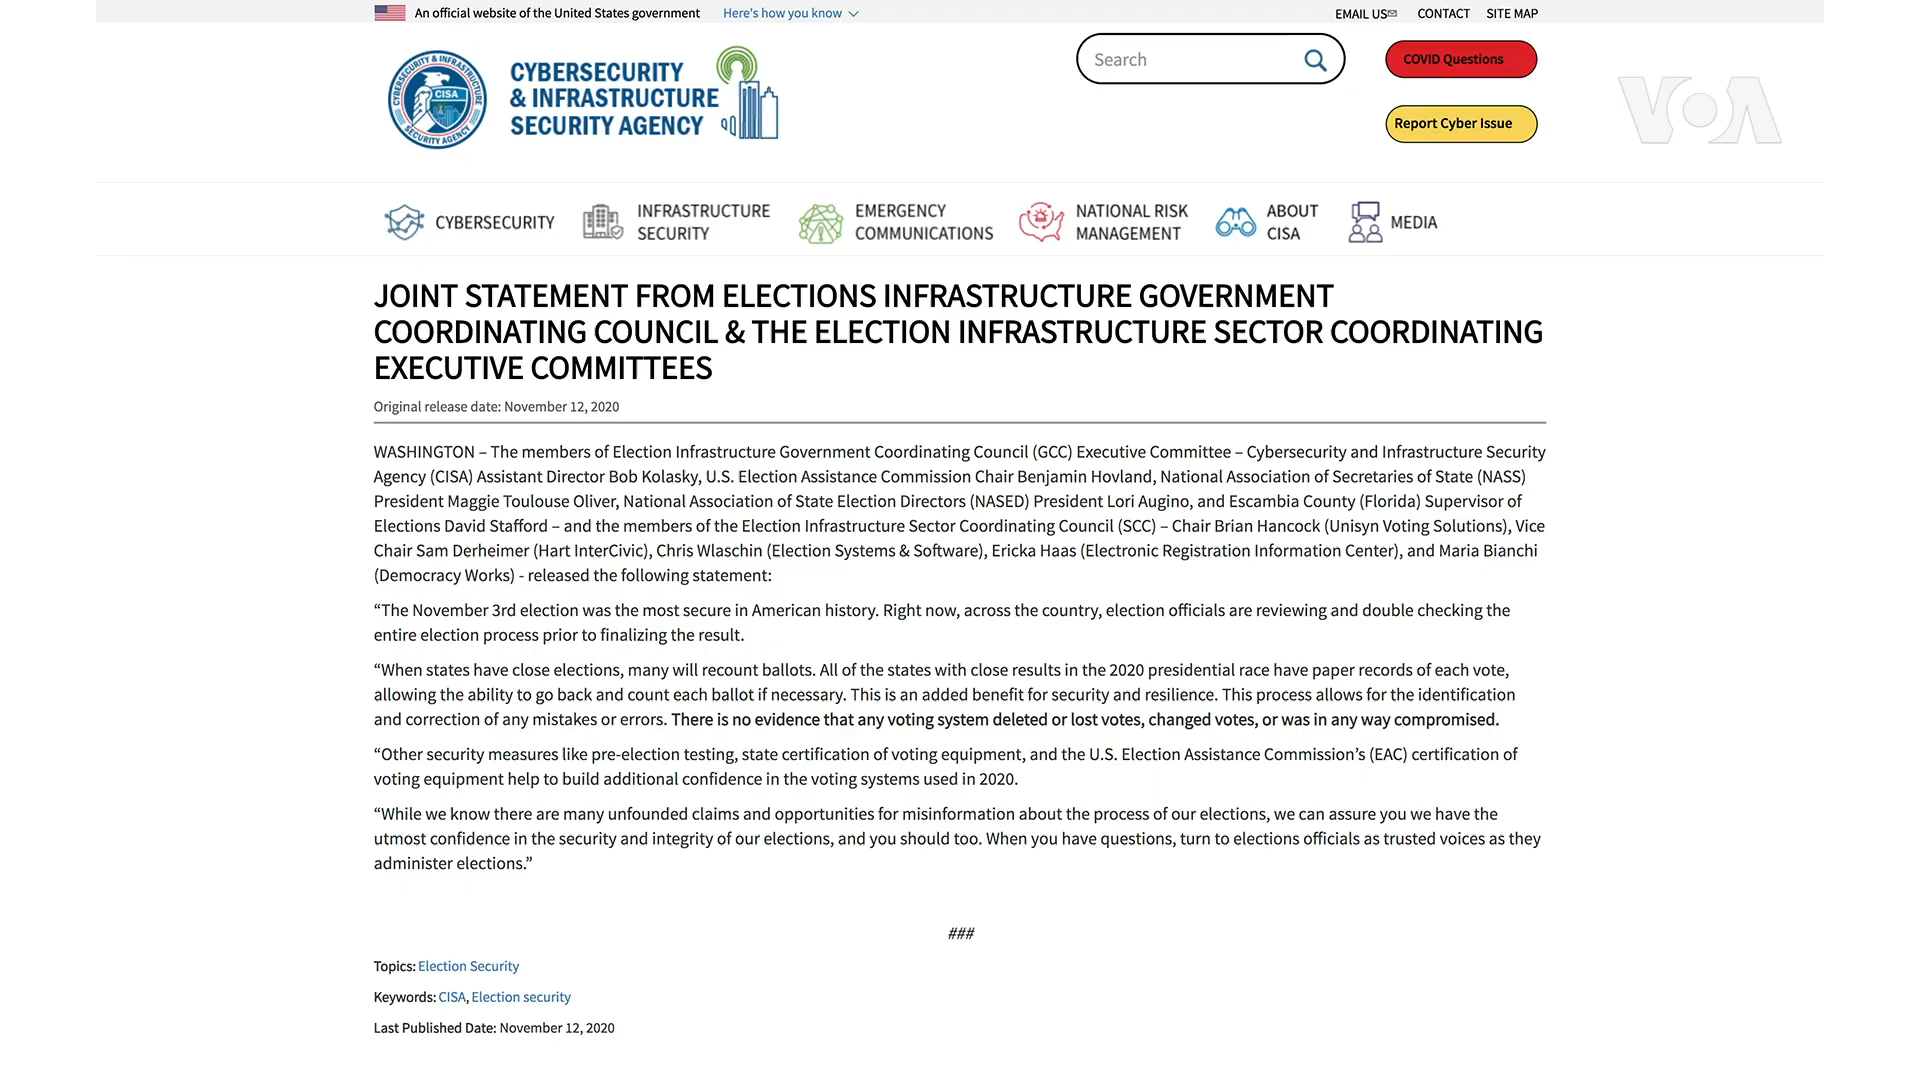 An official website of the United States government Here's how you know
EMAIL US CONTACT SITE MAP
CYBERSECURITY & INFRASTRUCTURE
SECURITY AGENCY
CISA
CYBERSECURITY
& INFRASTRUCTURE
SECURITY AGENCY
Search
COVID Questions
Report Cyber Issue
VOA
CYBERSECURITY
INFRASTRUCTURE
SECURITY
EMERGENCY
COMMUNICATIONS
NATIONAL RISK
MANAGEMENT
ABOUT
CISA
MEDIA
JOINT STATEMENT FROM ELECTIONS INFRASTRUCTURE GOVERNMENT
COORDINATING COUNCIL & THE ELECTION INFRASTRUCTURE SECTOR COORDINATING
EXECUTIVE COMMITTEES
Original release date: November 12, 2020
WASHINGTON – The members of Election Infrastructure Government Coordinating Council (GCC) Executive Committee – Cybersecurity and Infrastructure Security
Agency (CISA) Assistant Director Bob Kolasky, U.S. Election Assistance Commission Chair Benjamin Hovland, National Association of Secretaries of State (NASS)
President Maggie Toulouse Oliver, National Association of State Election Directors (NASED) President Lori Augino, and Escambia County (Florida) Supervisor of
Elections David Stafford – and the members of the Election Infrastructure Sector Coordinating Council (SCC) – Chair Brian Hancock (Unisyn Voting Solutions), Vice
Chair Sam Derheimer (Hart InterCivic), Chris Wlaschin (Election Systems & Software), Ericka Haas (Electronic Registration Information Center), and Maria Bianchi
(Democracy Works) - released the following statement:
“The November 3rd election was the most secure in American history. Right now, across the country, election officials are reviewing and double checking the
entire election process prior to finalizing the result.
“When states have close elections, many will recount ballots. All of the states with close results in the 2020 presidential race have paper records of each vote,
allowing the ability to go back and count each ballot if necessary. This is an added benefit for security and resilience. This process allows for the identification
and correction of any mistakes or errors. There is no evidence that any voting system deleted or lost votes, changed votes, or was in any way compromised.
“Other security measures like pre-election testing, state certification of voting equipment, and the U.S. Election Assistance Commission’s (EAC) certification of
voting equipment help to build additional confidence in the voting systems used in 2020.
“While we know there are many unfounded claims and opportunities for misinformation about the process of our elections, we can assure you we have the
utmost confidence in the security and integrity of our elections, and you should too. When you have questions, turn to elections officials as trusted voices as they
administer elections.”
###
Topics: Election Security
Keywords: CISA, Election security
Last Published Date: November 12, 2020